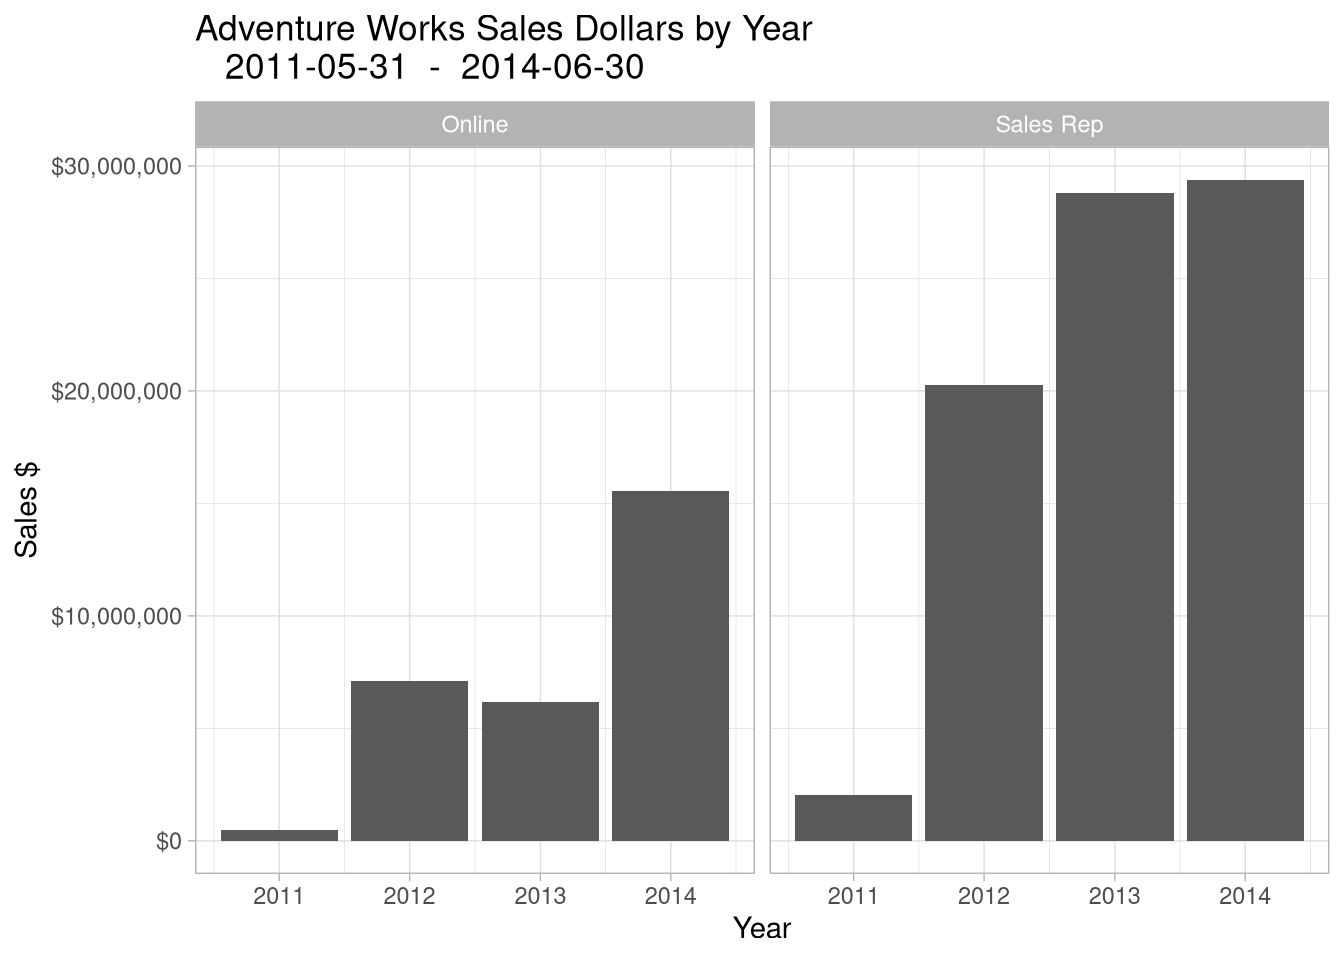 Adventure Works Sales Dollars by Year
2011-05-31 - 2014-06-30
Online
Sales Rep
$30,000,000
$20,000,000
$10,000,000
$0
Sales $
2011 2012 2013 2014
2011 2012 2013 2014
Year